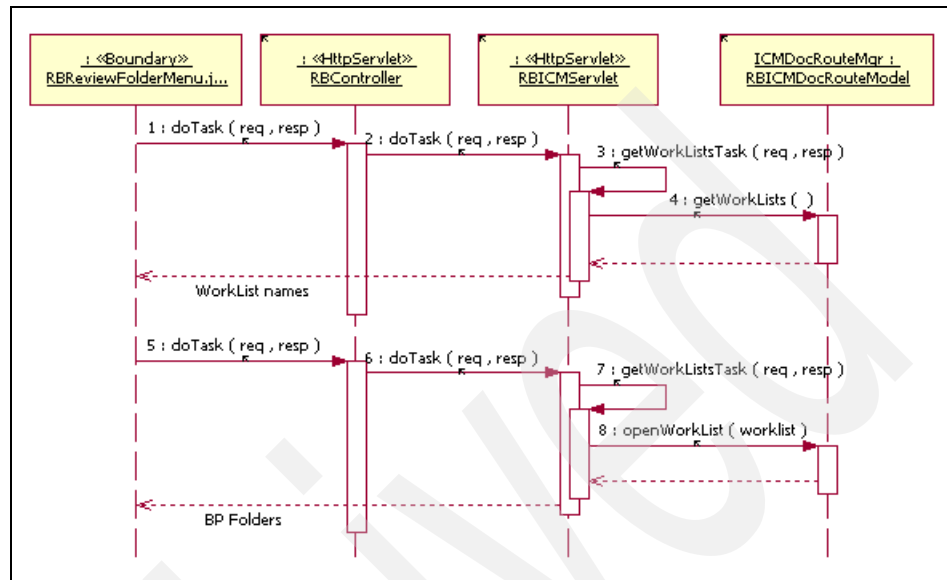 : «Boundary»
RBReviewFolderMenu.j...
: «HttpServlet»
RBController
: «HttpServlet»
RBICMServlet
ICMDocRouteMgr :
RBICMDocRouteModel
1 : doTask ( req , resp )
2 : doTask ( req , resp )
3 : getWorkListsTask ( req , resp )
4 : getWorkLists ( )
WorkList names
5 : doTask ( req , resp )
6 : doTask ( req , resp )
7 : getWorkListsTask ( req , resp )
8 : openWorkList ( worklist )
BP Folders